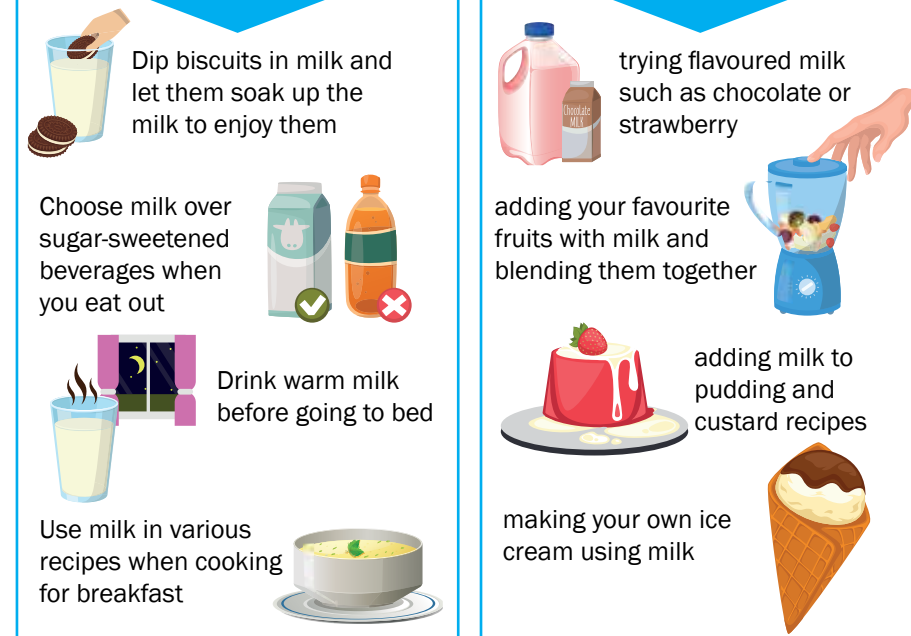 Dip biscuits in milk and
let them soak up the
milk to enjoy them
Choose milk over
sugar-sweetened
beverages when
you eat out
Drink warm milk
before going to bed
Use milk in various
recipes when cooking
for breakfast
trying flavoured milk
such as chocolate or
strawberry
Chocolate
MILK
adding your favourite
fruits with milk and
blending them together
adding milk to
pudding and
custard recipes
making your own ice
cream using milk